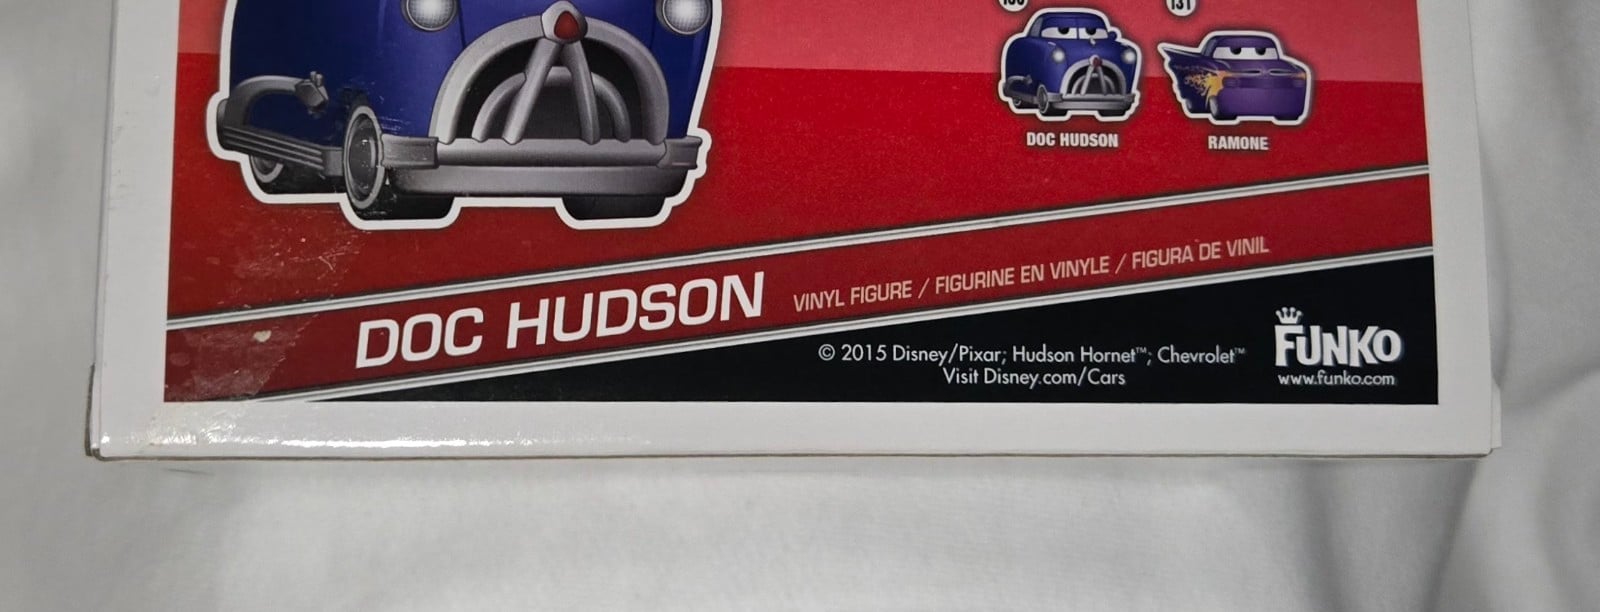 131
DOC HUDSON
RAMONE
DOC HUDSON
VINYL FIGURE / FIGURINE EN VINYLE / FIGURA DE VINIL
© 2015 Disney/Pixar; Hudson Hornet™; Chevrolet™
Visit Disney.com/Cars
FUNKO
www.funko.com